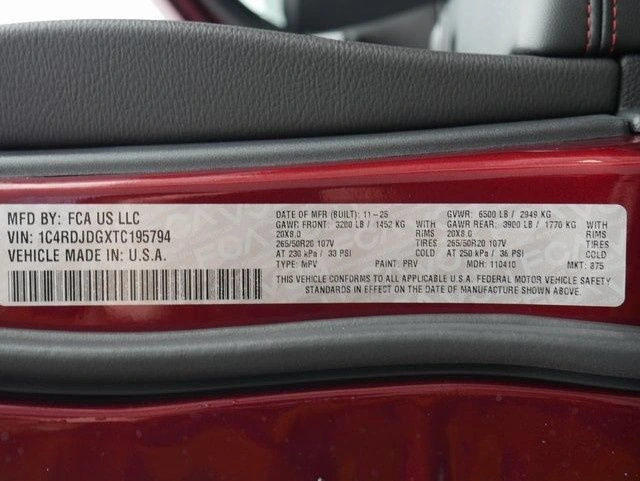 MFD BY: FCA US LLC
VIN: 1C4RDJDGXTC195794
VEHICLE MADE IN: U.S.A.
DATE OF MFR (BUILT): 11-25
GAWR FRONT: 3200 LB / 1452 KG
20X8.0
265/50R20 107V
AT 230 kPa / 33 PSI
TYPE: MPV
PAINT: PRV
GVWR: 6500 LB / 2949 KG
GAWR REAR: 3900 LB / 1770 KG
20X8.0
TIRES
265/50R20 107V
RIMS
TIRES
COLD
AT 250 kPa / 36 PSI
COLD
MDH: 110410
MKT: 875
THIS VEHICLE CONFORMS TO ALL APPLICABLE U.S.A. FEDERAL MOTOR VEHICLE SAFETY
STANDARDS IN EFFECT ON THE DATE OF MANUFACTURE SHOWN ABOVE.